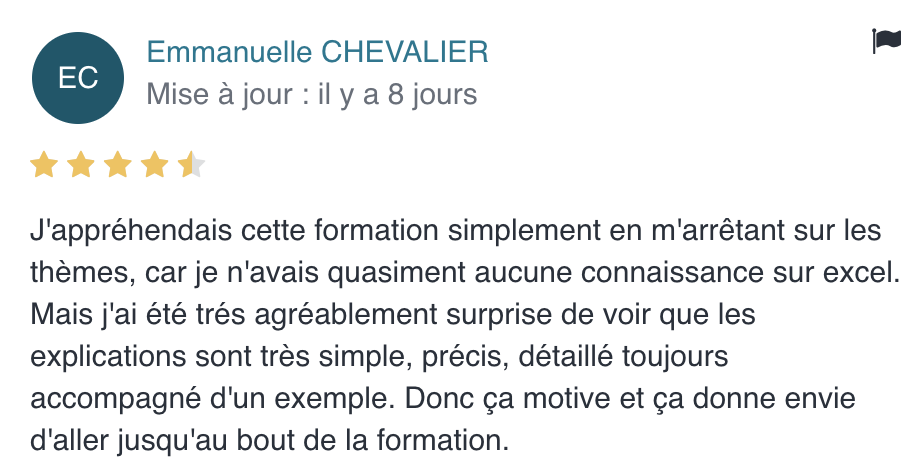 EC
Emmanuelle CHEVALIER
Mise à jour : il y a 8 jours
J'appréhendais cette formation simplement en m'arrêtant sur les
thèmes, car je n'avais quasiment aucune connaissance sur excel.
Mais j'ai été trés agréablement surprise de voir que les
explications sont très simple, précis, détaillé toujours
accompagné d'un exemple. Donc ça motive et ça donne envie
d'aller jusqu'au bout de la formation.